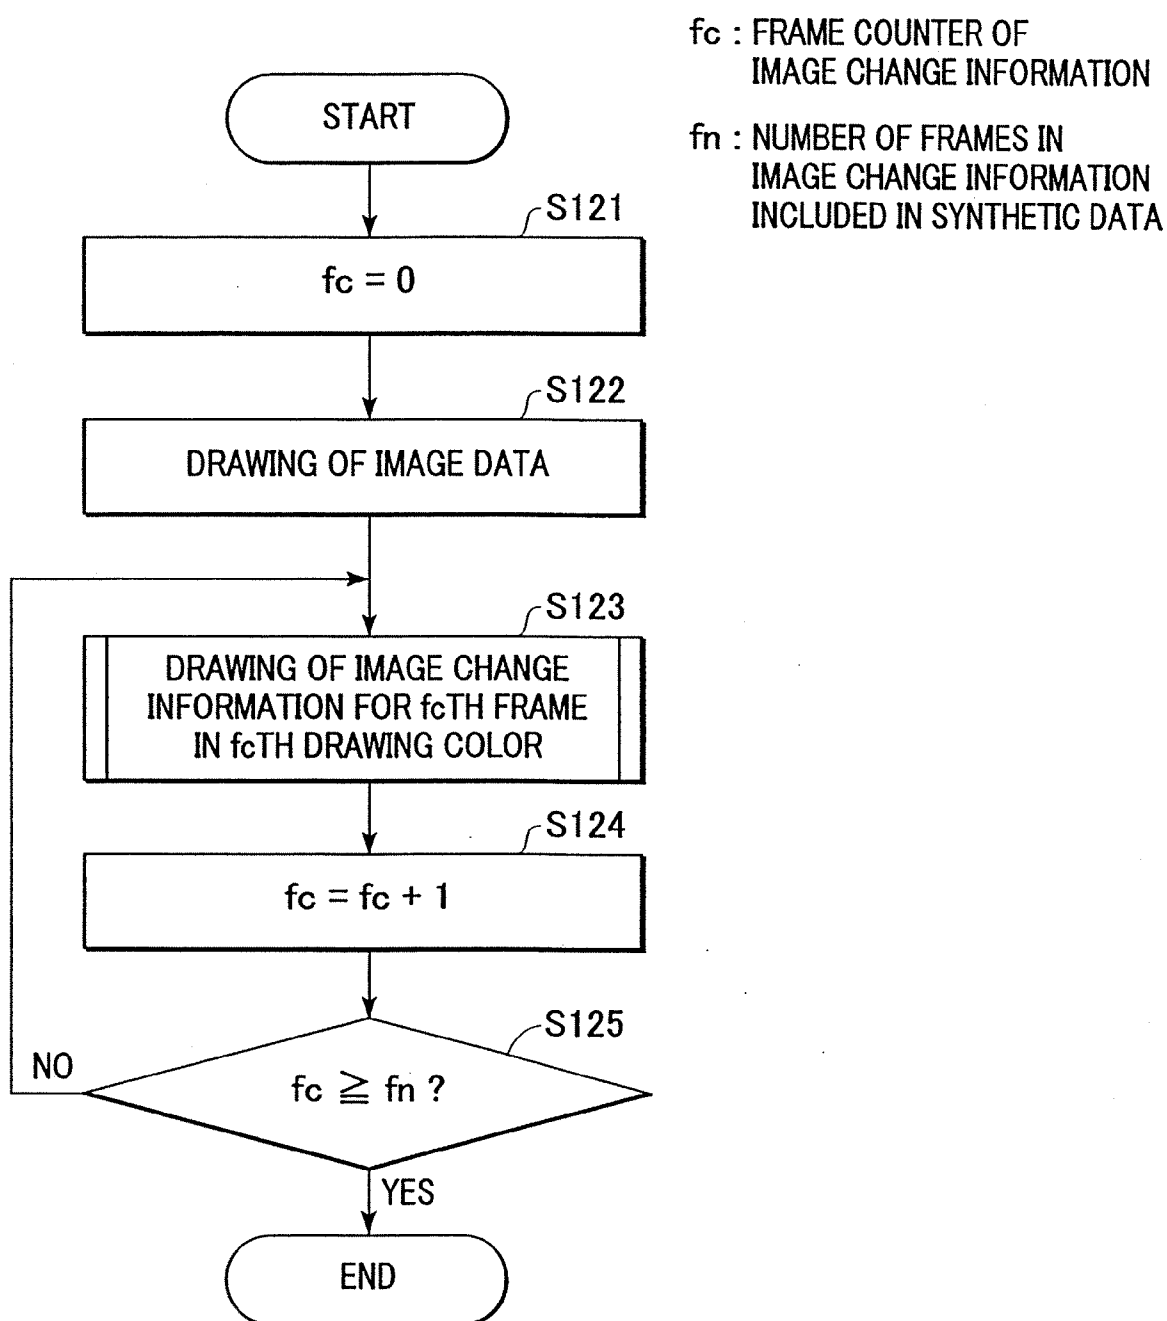 fc : FRAME COUNTER OF
IMAGE CHANGE INFORMATION
fn : NUMBER OF FRAMES IN
IMAGE CHANGE INFORMATION
INCLUDED IN SYNTHETIC DATA
START
S121
fc = 0
S122
DRAWING OF IMAGE DATA
S123
DRAWING OF IMAGE CHANGE
INFORMATION FOR fcTH FRAME
IN fcTH DRAWING COLOR
S124
fc = fc + 1
S125
fc ≧ fn ?
NO
YES
END